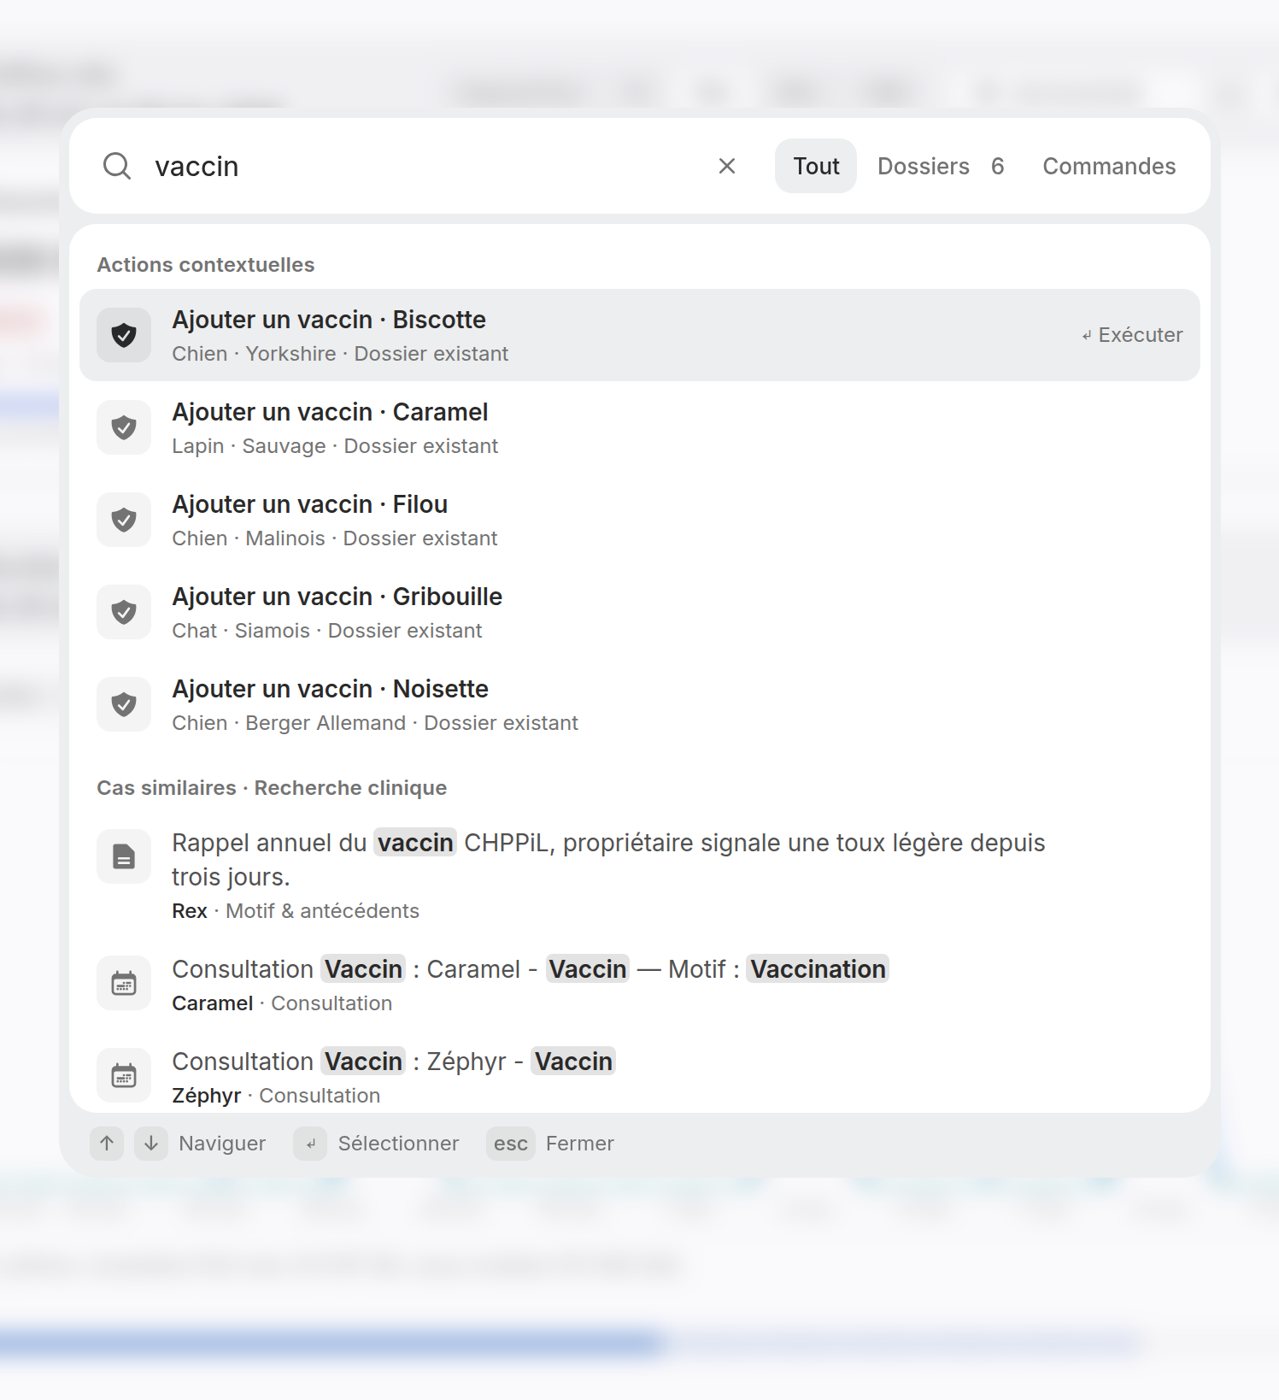 vaccin
Tout
Dossiers 6
Commandes
Actions contextuelles
Ajouter un vaccin · Biscotte
Chien · Yorkshire · Dossier existant
↲ Exécuter
Ajouter un vaccin · Caramel
Lapin · Sauvage · Dossier existant
Ajouter un vaccin · Filou
Chien · Malinois · Dossier existant
Ajouter un vaccin · Gribouille
Chat · Siamois · Dossier existant
Ajouter un vaccin · Noisette
Chien · Berger Allemand · Dossier existant
Cas similaires · Recherche clinique
Rappel annuel du vaccin CHPPiL, propriétaire signale une toux légère depuis
trois jours.
Rex · Motif & antécédents
Consultation Vaccin : Caramel - Vaccin — Motif : Vaccination
Caramel · Consultation
Consultation Vaccin : Zéphyr - Vaccin
Zéphyr · Consultation
↑ ↓ Naviguer ↲ Sélectionner esc Fermer